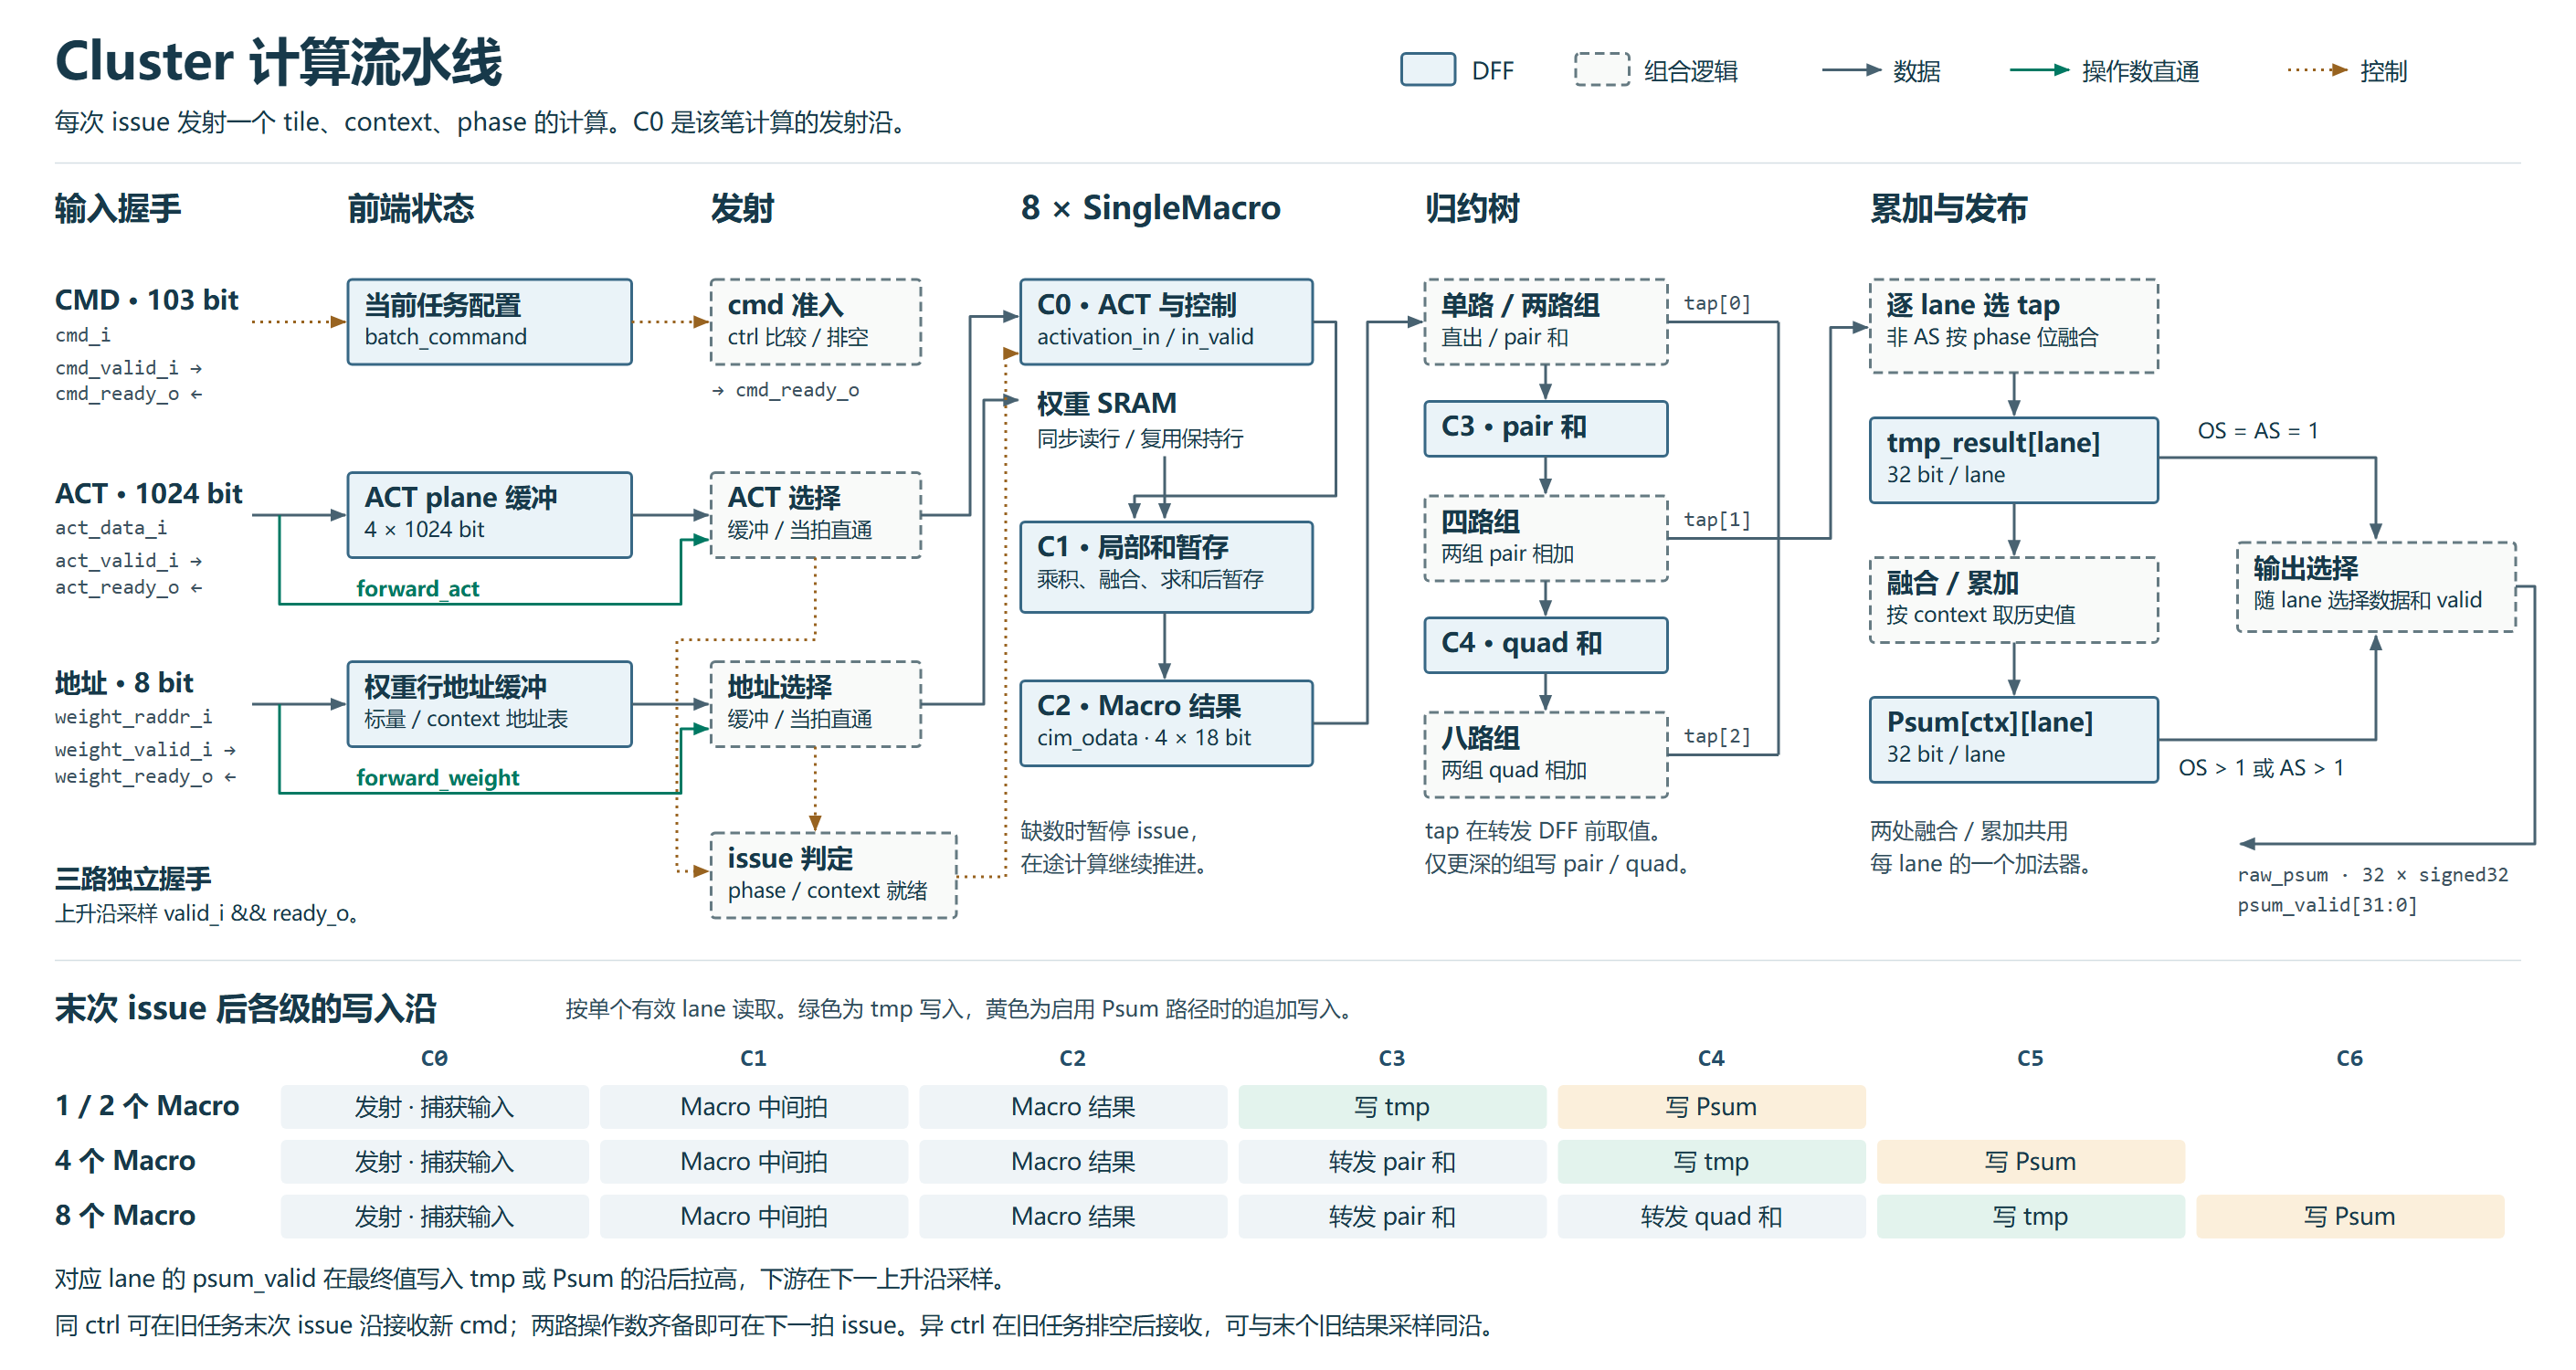 Cluster 计算流水线
DFF
组合逻辑
数据
操作数直通
控制
每次 issue 发射一个 tile、context、phase 的计算。C0 是该笔计算的发射沿。
输入握手
前端状态
发射
8 × SingleMacro
归约树
累加与发布
CMD • 103 bit
cmd_i
cmd_valid_i →
cmd_ready_o ←
当前任务配置
batch_command
cmd 准入
ctrl 比较 / 排空
→ cmd_ready_o
ACT • 1024 bit
act_data_i
act_valid_i →
act_ready_o ←
ACT plane 缓冲
4 × 1024 bit
forward_act
ACT 选择
缓冲 / 当拍直通
地址 • 8 bit
weight_raddr_i
weight_valid_i →
weight_ready_o ←
权重行地址缓冲
标量 / context 地址表
forward_weight
地址选择
缓冲 / 当拍直通
issue 判定
phase / context 就绪
三路独立握手
上升沿采样 valid_i && ready_o。
C0 • ACT 与控制
activation_in / in_valid
权重 SRAM
同步读行 / 复用保持行
C1 • 局部和暂存
乘积、融合、求和后暂存
C2 • Macro 结果
cim_odata · 4 × 18 bit
缺数时暂停 issue，
在途计算继续推进。
单路 / 两路组
直出 / pair 和
tap[0]
C3 • pair 和
四路组
两组 pair 相加
tap[1]
C4 • quad 和
八路组
两组 quad 相加
tap[2]
tap 在转发 DFF 前取值。
仅更深的组写 pair / quad。
逐 lane 选 tap
非 AS 按 phase 位融合
tmp_result[lane]
32 bit / lane
OS = AS = 1
融合 / 累加
按 context 取历史值
输出选择
随 lane 选择数据和 valid
Psum[ctx][lane]
32 bit / lane
OS > 1 或 AS > 1
两处融合 / 累加共用
每 lane 的一个加法器。
raw_psum · 32 × signed32
psum_valid[31:0]
末次 issue 后各级的写入沿
按单个有效 lane 读取。绿色为 tmp 写入，黄色为启用 Psum 路径时的追加写入。
C0 C1 C2 C3 C4 C5 C6
1 / 2 个 Macro 发射 · 捕获输入 Macro 中间拍 Macro 结果 写 tmp 写 Psum
4 个 Macro 发射 · 捕获输入 Macro 中间拍 Macro 结果 转发 pair 和 写 tmp 写 Psum
8 个 Macro 发射 · 捕获输入 Macro 中间拍 Macro 结果 转发 pair 和 转发 quad 和 写 tmp 写 Psum
对应 lane 的 psum_valid 在最终值写入 tmp 或 Psum 的沿后拉高，下游在下一上升沿采样。
同 ctrl 可在旧任务末次 issue 沿接收新 cmd；两路操作数齐备即可在下一拍 issue。异 ctrl 在旧任务排空后接收，可与末个旧结果采样同沿。